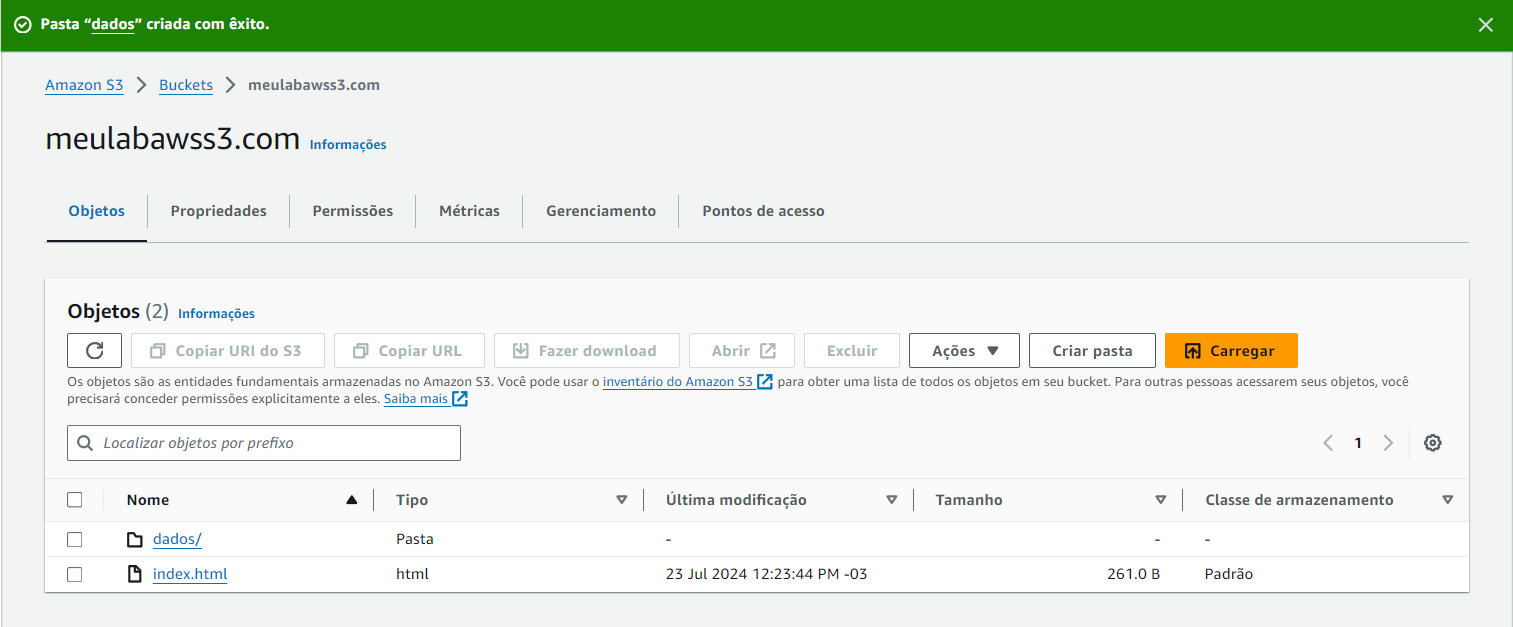 Pasta “dados” criada com êxito.
Amazon S3 > Buckets > meulabawss3.com
meulabawss3.com Informações
Objetos Propriedades Permissões Métricas Gerenciamento Pontos de acesso
Objetos (2) Informações
Copiar URI do S3 Copiar URL Fazer download Abrir Excluir Ações Criar pasta Carregar
Os objetos são as entidades fundamentais armazenadas no Amazon S3. Você pode usar o inventário do Amazon S3 para obter uma lista de todos os objetos em seu bucket. Para outras pessoas acessarem seus objetos, você
precisará conceder permissões explicitamente a eles. Saiba mais
Localizar objetos por prefixo
1
Nome Tipo Última modificação Tamanho Classe de armazenamento
dados/ Pasta - - -
index.html html 23 Jul 2024 12:23:44 PM -03 261.0 B Padrão